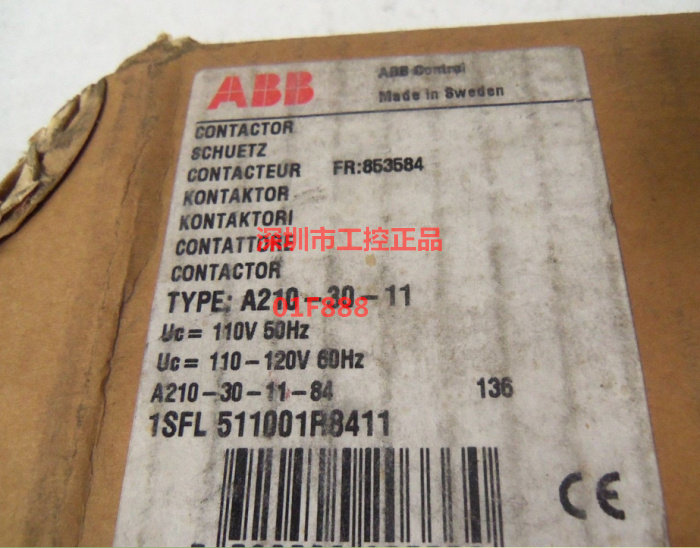 ABB
ABB Control
Made in Sweden
CONTACTOR
SCHUETZ
CONTACTEUR FR:853584
KONTAKTOR
KONTAKTORI
深圳市工控正品
CONTATTORE
CONTACTOR
TYPE: A210-30-11
01F888
Uc= 110V 50Hz
Uc= 110-120V 60Hz
A210-30-11-84 136
1SFL 511001R8411
CE